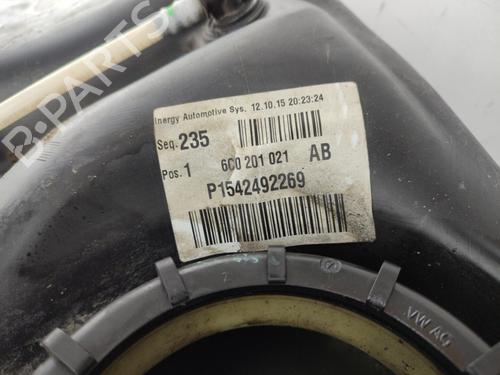 Inergy Automotive Sys. 12.10.15 20:23:24
Seq. 235
Pos. 1 6C0 201 021 AB
P1542492269
B-PARTS
VW AG